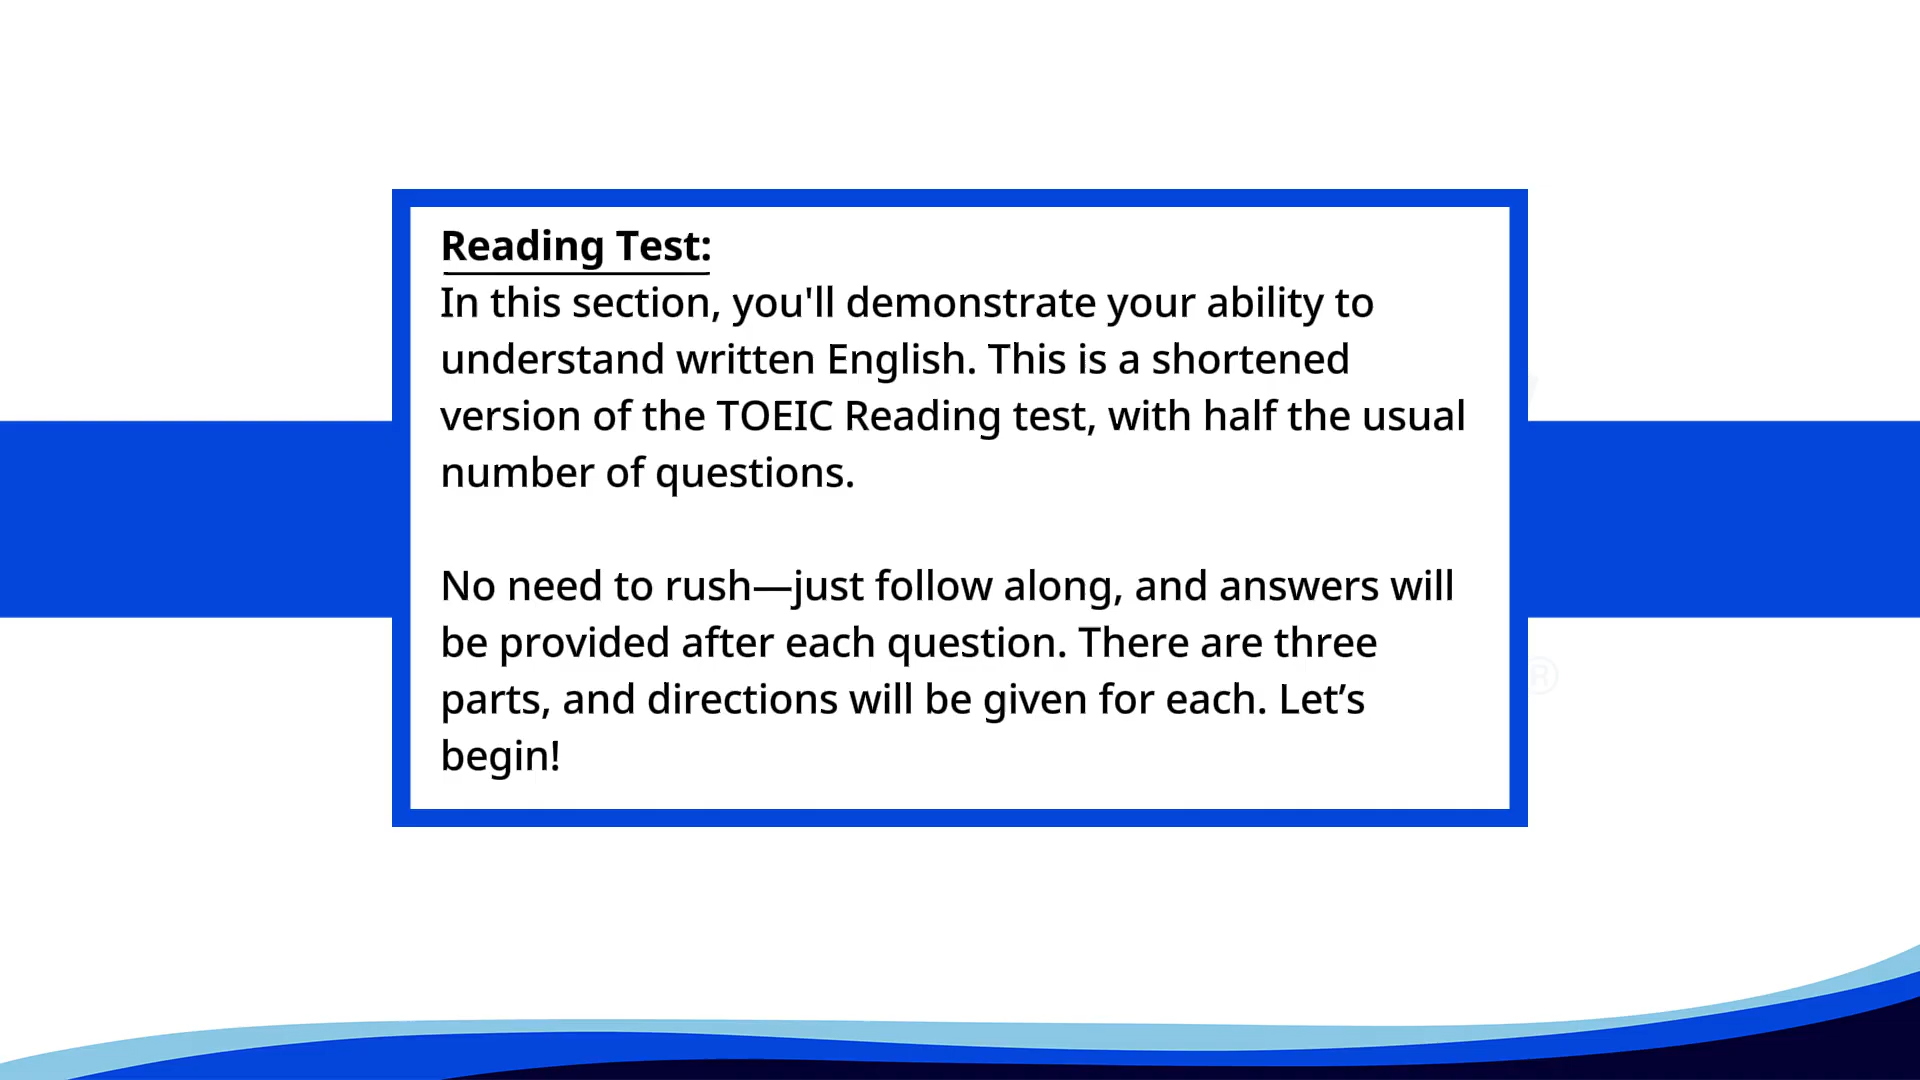 Reading Test:
In this section, you'll demonstrate your ability to
understand written English. This is a shortened
version of the TOEIC Reading test, with half the usual
number of questions.
No need to rush—just follow along, and answers will
be provided after each question. There are three
parts, and directions will be given for each. Let’s
begin!
®